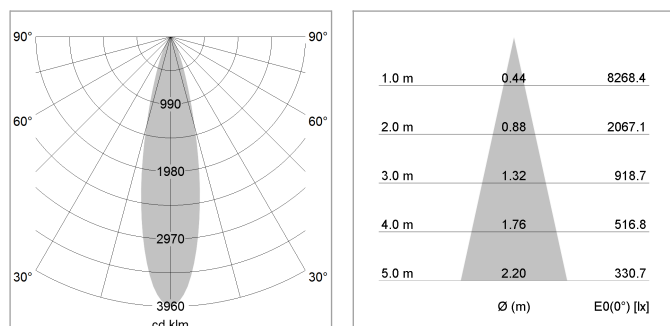 90° 90°
990
60° 60°
1980
2970
30° 30°
3960
cd klm
1.0 m 0.44 8268.4
2.0 m 0.88 2067.1
3.0 m 1.32 918.7
4.0 m 1.76 516.8
5.0 m 2.20 330.7
Ø (m) E0(0°) [lx]